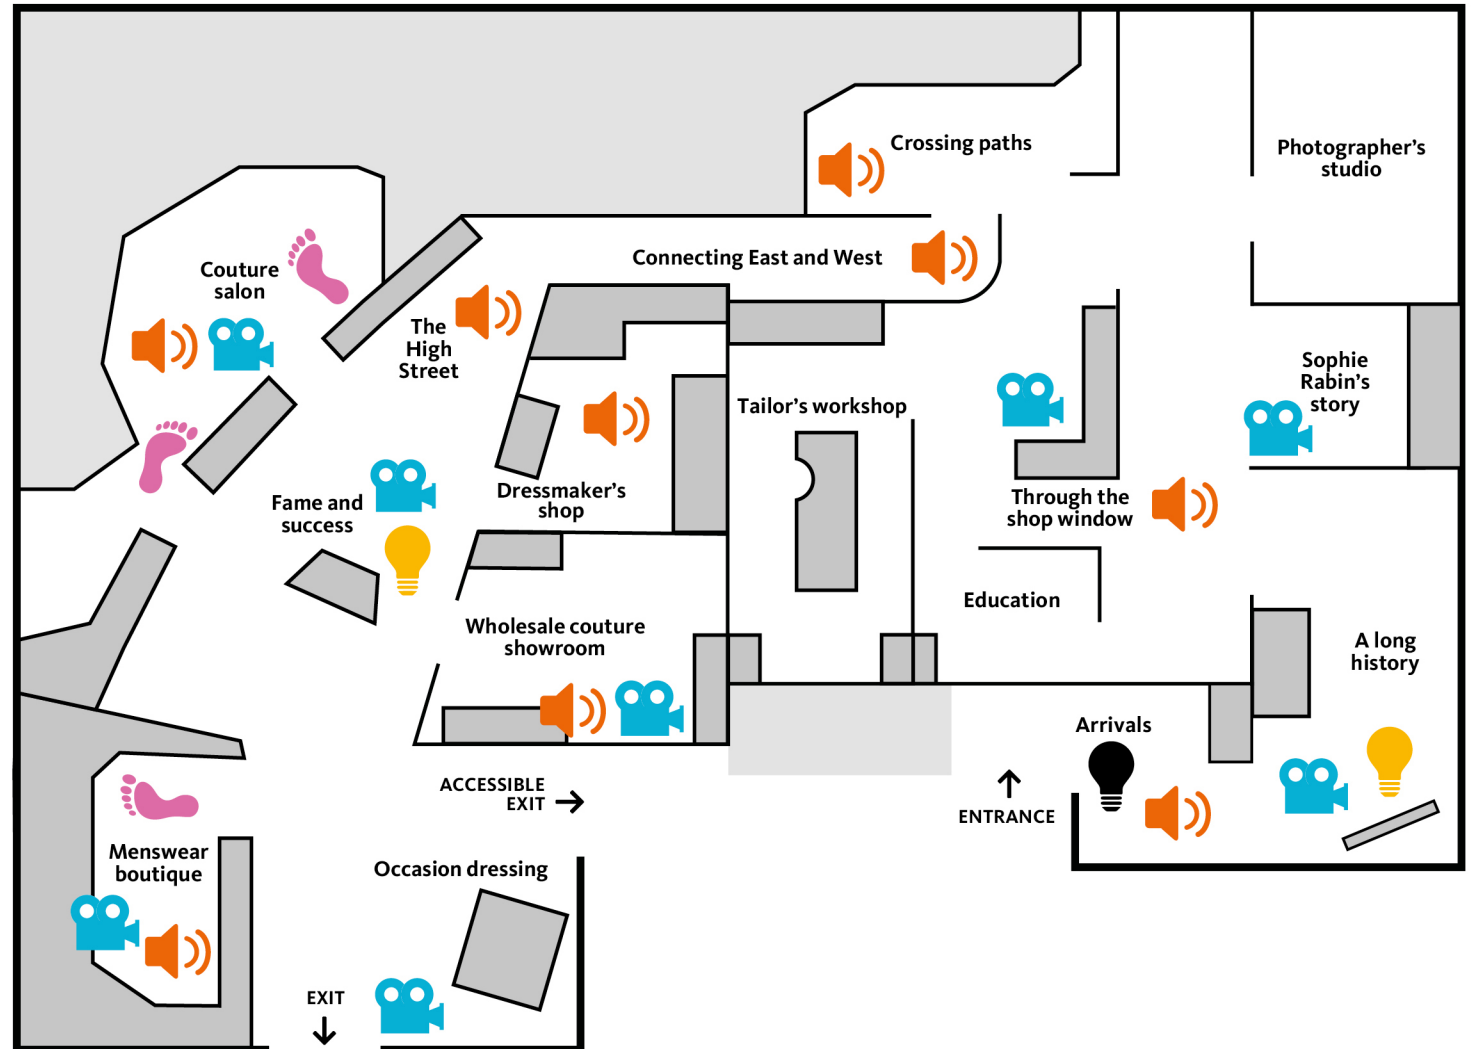 Crossing paths
Photographer’s
studio
Connecting East and West
Couture
salon
The
High
Street
Sophie
Rabin’s
story
Tailor’s workshop
Dressmaker’s
shop
Through the
shop window
Fame and
success
Education
Wholesale couture
showroom
A long
history
Arrivals
ACCESSIBLE
EXIT
ENTRANCE
Menswear
boutique
Occasion dressing
EXIT